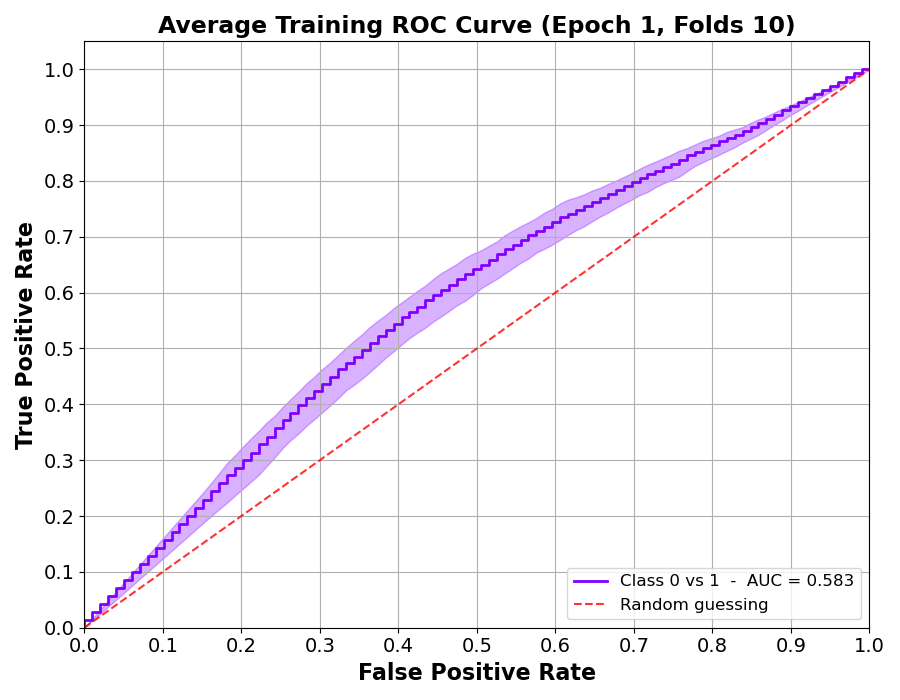 Average Training ROC Curve (Epoch 1, Folds 10)
True Positive Rate
1.0
0.9
0.8
0.7
0.6
0.5
0.4
0.3
0.2
0.1
0.0
Class 0 vs 1 - AUC = 0.583
Random guessing
0.0 0.1 0.2 0.3 0.4 0.5 0.6 0.7 0.8 0.9 1.0
False Positive Rate